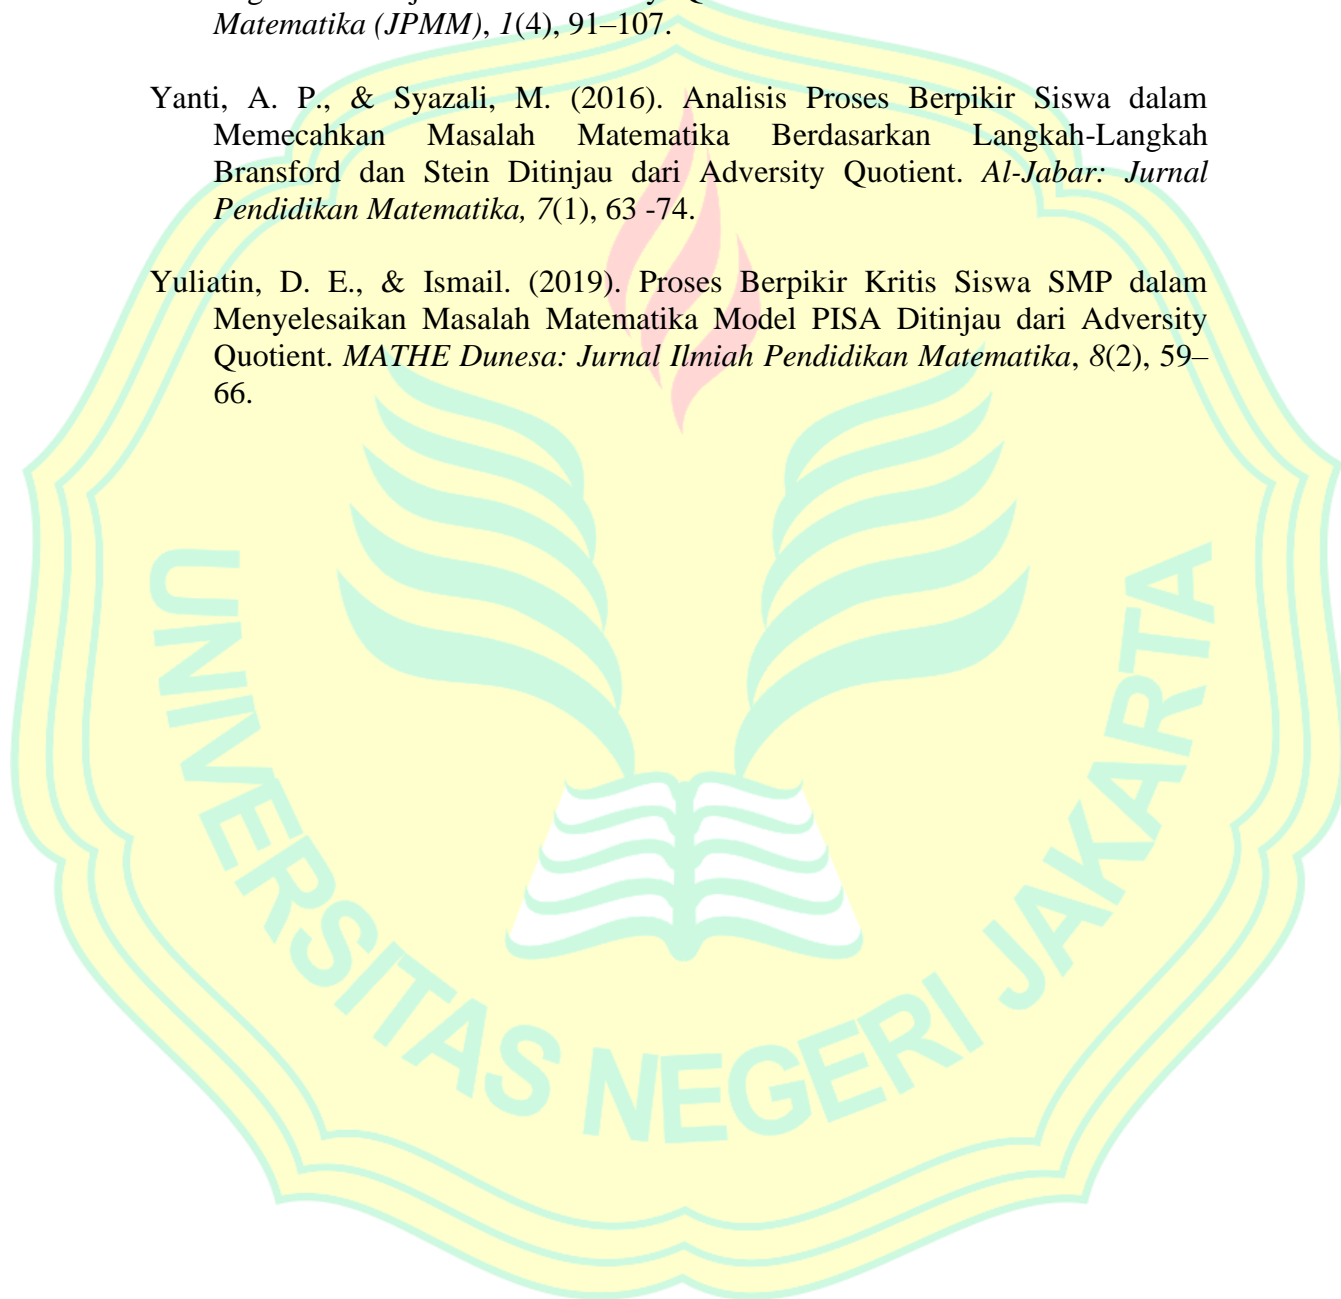 Matematika (JPMM), 1(4), 91–107.
Yanti, A. P., & Syazali, M. (2016). Analisis Proses Berpikir Siswa dalam
Memecahkan Masalah Matematika Berdasarkan Langkah-Langkah
Bransford dan Stein Ditinjau dari Adversity Quotient. Al-Jabar: Jurnal
Pendidikan Matematika, 7(1), 63 -74.
Yuliatin, D. E., & Ismail. (2019). Proses Berpikir Kritis Siswa SMP dalam
Menyelesaikan Masalah Matematika Model PISA Ditinjau dari Adversity
Quotient. MATHE Dunesa: Jurnal Ilmiah Pendidikan Matematika, 8(2), 59–
66.
UNIVERSITAS NEGERI JAKARTA